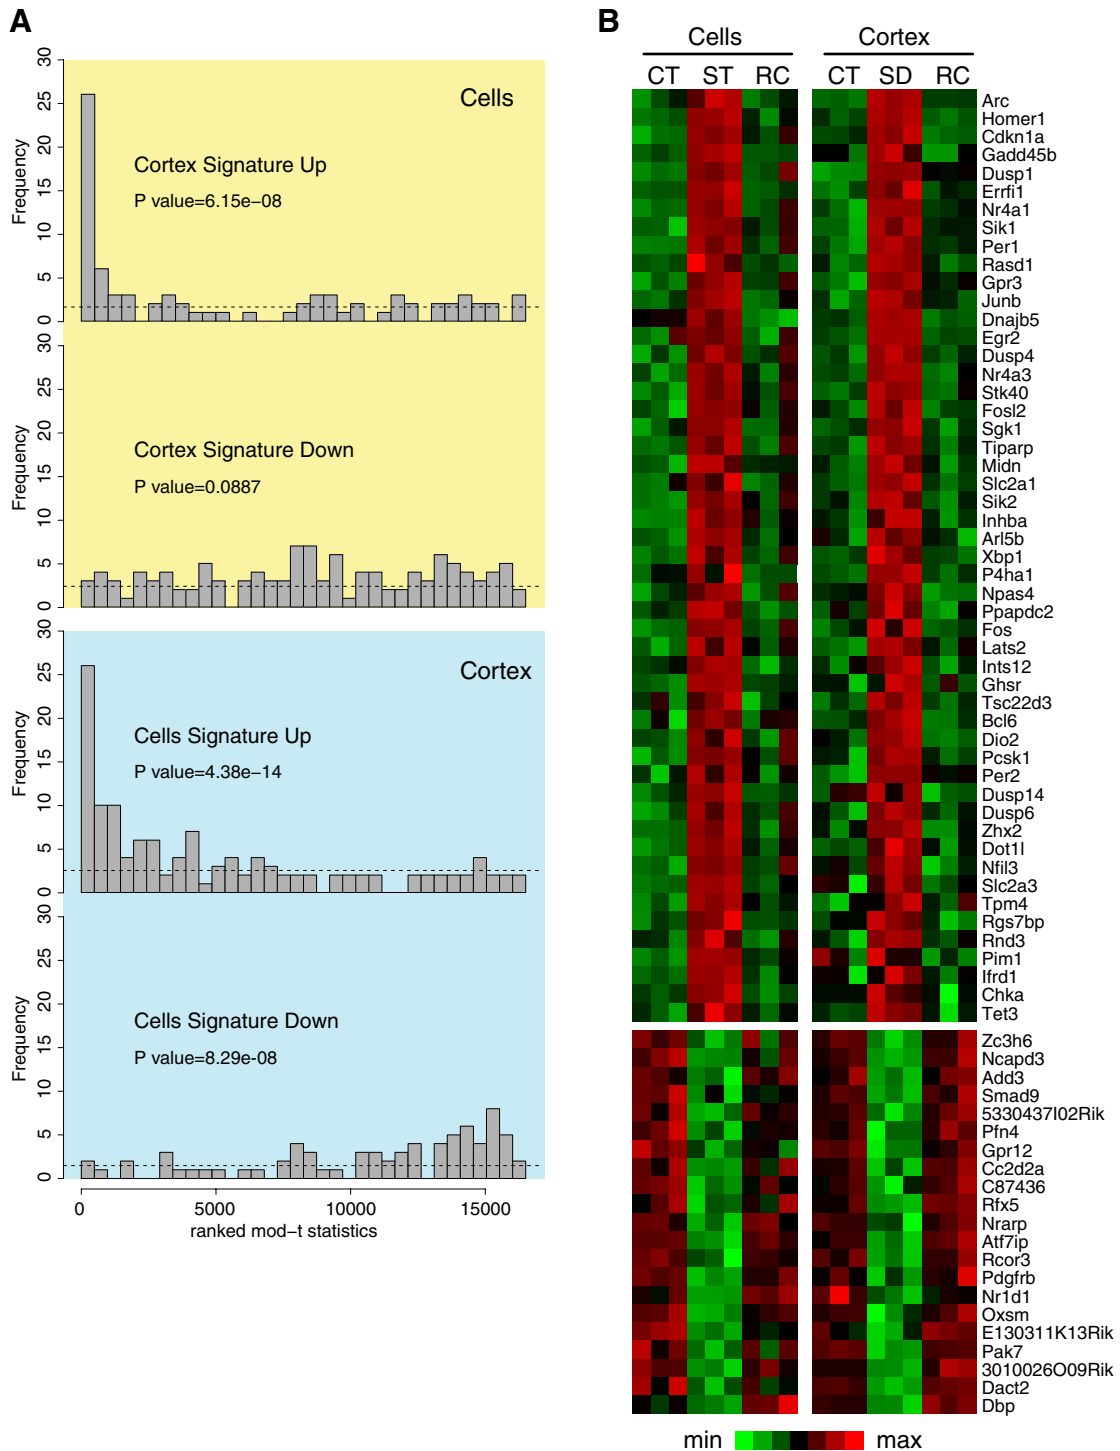 A
30
25
20
15
10
5
0
Frequency
Cells
Cortex Signature Up
P value=6.15e−08
30
25
20
15
10
5
0
Frequency
Cortex Signature Down
P value=0.0887
30
25
20
15
10
5
0
Frequency
Cortex
Cells Signature Up
P value=4.38e−14
30
25
20
15
10
5
0
Frequency
Cells Signature Down
P value=8.29e-08
0 5000 10000 15000
ranked mod−t statistics
B
Cells Cortex
CT ST RC CT SD RC
Arc
Homer1
Cdkn1a
Gadd45b
Dusp1
Errfi1
Nr4a1
Sik1
Per1
Rasd1
Gpr3
Junb
Dnajb5
Egr2
Dusp4
Nr4a3
Stk40
Fosl2
Sgk1
Tiparp
Midn
Slc2a1
Sik2
Inhba
Arl5b
Xbp1
P4ha1
Npas4
Ppapdc2
Fos
Lats2
Ints12
Ghsr
Tsc22d3
Bcl6
Dio2
Pcsk1
Per2
Dusp14
Dusp6
Zhx2
Dot1l
Nfil3
Slc2a3
Tpm4
Rgs7bp
Rnd3
Pim1
Ifrd1
Chka
Tet3
Zc3h6
Ncapd3
Add3
Smad9
5330437I02Rik
Pfn4
Gpr12
Cc2d2a
C87436
Rfx5
Nrarp
Atf7ip
Rcor3
Pdgfrb
Nr1d1
Oxsm
E130311K13Rik
Pak7
3010026O09Rik
Dact2
Dbp
min max